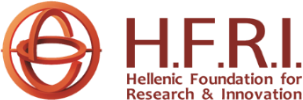 H.F.R.I.
Hellenic Foundation for
Research & Innovation